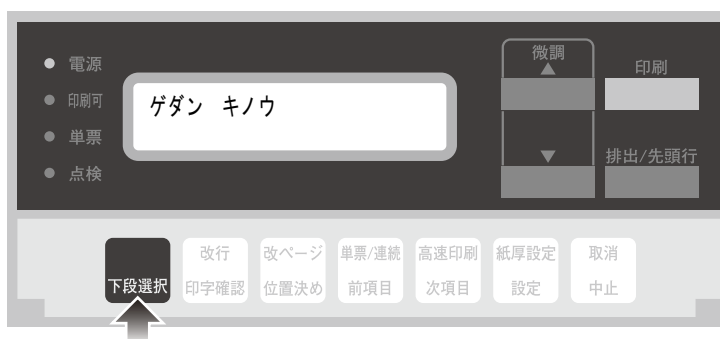 電源
印刷可
単票
点検
ゲダン キノウ
微調
▲
▼
印刷
排出/先頭行
下段選択
改行
印字確認
改ページ
位置決め
単票/連続
前項目
高速印刷
次項目
紙厚設定
設定
取消
中止